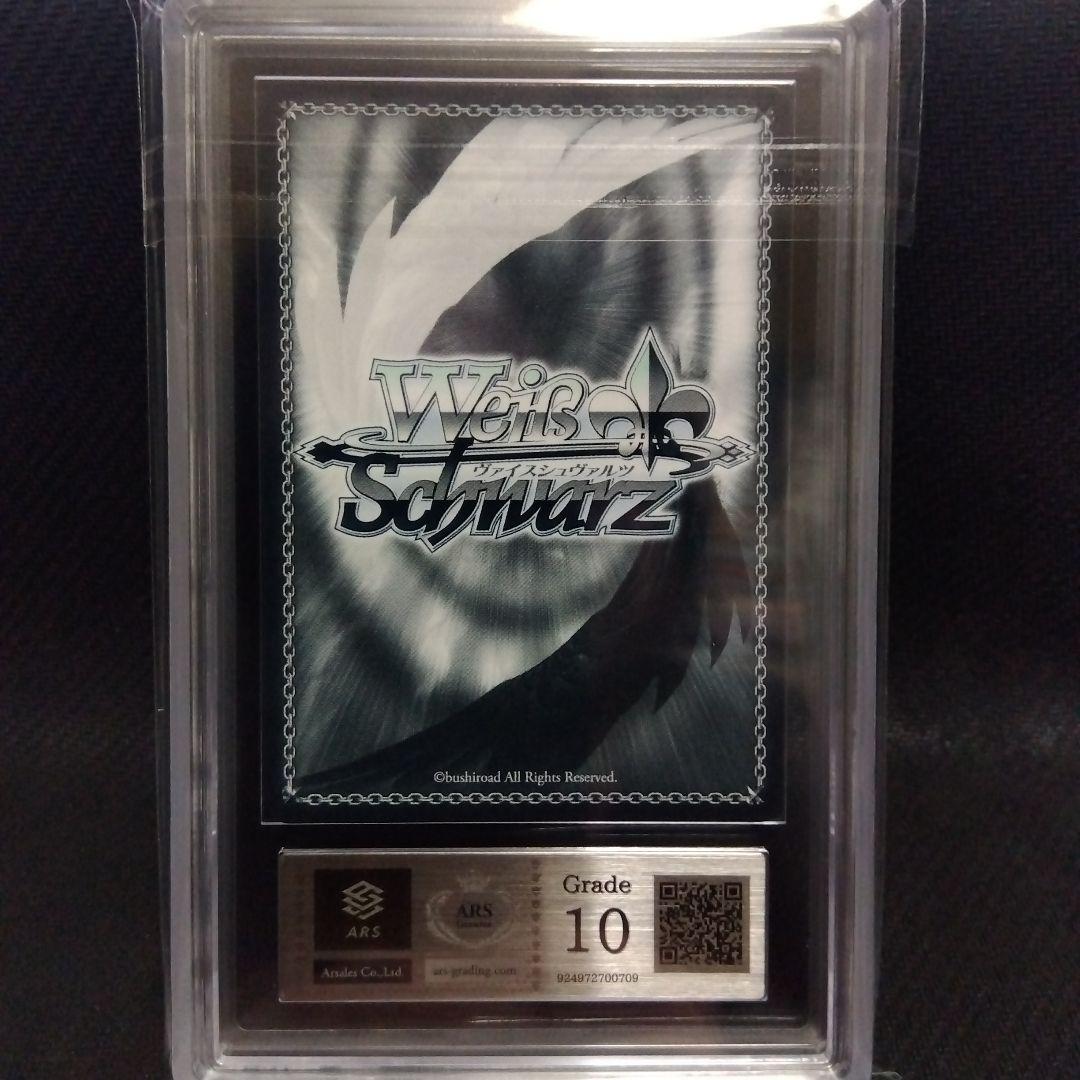 Weiß
ヴァイスシュヴァルツ
Schwarz
©bushiroad All Rights Reserved.
ARS
Arsales Co.,Ltd.
ARS
ars-grading.com
Grade
10
924972700709